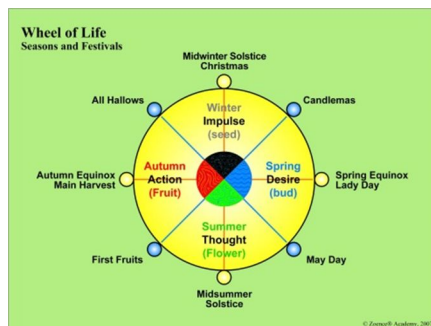 Wheel of Life
Seasons and Festivals
Midwinter Solstice
Christmas
All Hallows
Candlemas
Winter
Impulse
(seed)
Autumn Equinox
Main Harvest
Autumn
Action
(Fruit)
Spring
Desire
(bud)
Spring Equinox
Lady Day
Summer
Thought
(Flower)
First Fruits
May Day
Midsummer
Solstice